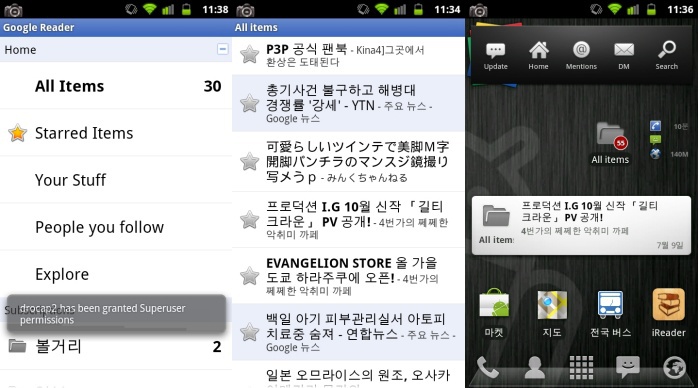 11:38
Google Reader
Home
All Items 30
Starred Items
Your Stuff
People you follow
Explore
drocap2 has been granted Superuser
permissions
볼거리 2
11:34
All items
P3P 공식 팬북 - Kina4]그곳에서
환상은 도태된다
총기사건 불구하고 해병대
경쟁률 '강세' - YTN - 주요 뉴스 -
Google 뉴스
可愛らしいツインテで美脚Ｍ字
開脚パンチラのマンスジ鏡撮り
写メうｐ - みんくちゃんねる
프로덕션 I.G 10월 신작 「길티
크라운」 PV 공개! - 4번가의 쩨쩨한
악취미 까페
EVANGELION STORE 올 가을
도쿄 하라주쿠에 오픈! - 4번가의
쩨쩨한 악취미 까페
백일 아기 피부관리실서 아토피
치료중 숨져 - 연합뉴스 - 주요 뉴스 -
Google 뉴스
일본 오므라이스의 원조, 오사카
11:36
Update Home Mentions DM Search
All items
55
10분
140M
프로덕션 I.G 10월 신작 「길티
크라운」 PV 공개!
4번가의 쩨쩨한 악취미 까페
All item
7월 9일
마켓 지도 전국 버스 iReader